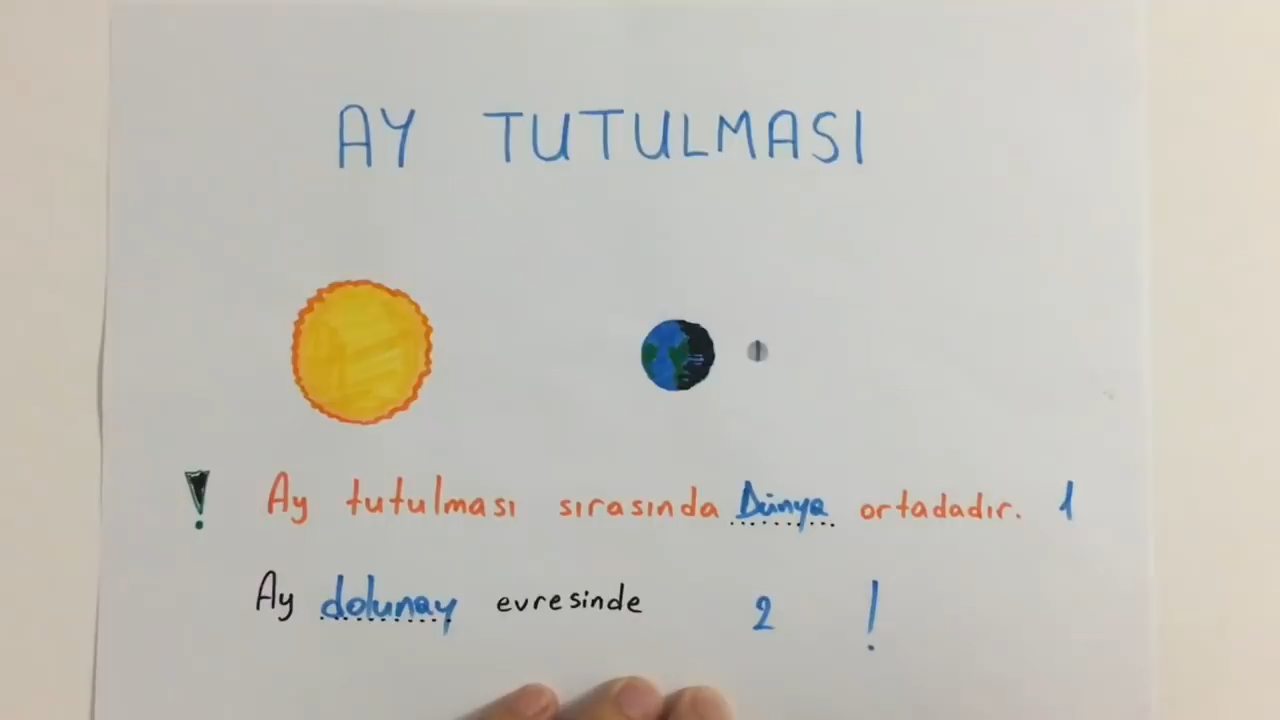 AY TUTULMASI
! Ay tutulması sırasında Dünya ortadadır. 1
Ay dolunay evresinde 2 !